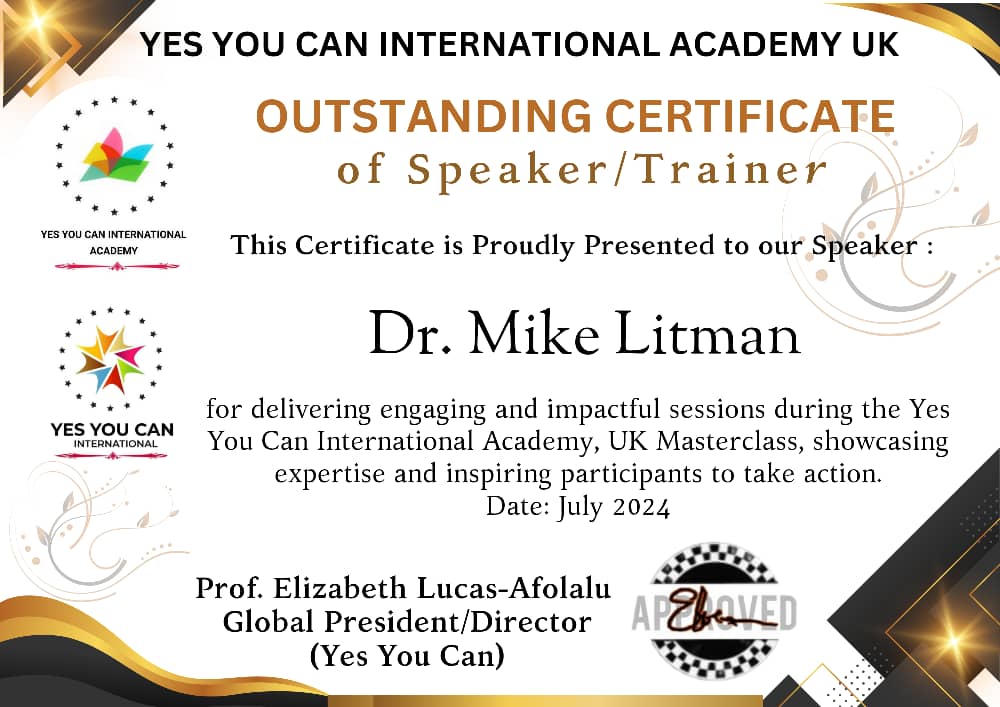 YES YOU CAN INTERNATIONAL ACADEMY UK
OUTSTANDING CERTIFICATE
of Speaker/Trainer
YES YOU CAN INTERNATIONAL
ACADEMY
This Certificate is Proudly Presented to our Speaker :
Dr. Mike Litman
YES YOU CAN
INTERNATIONAL
for delivering engaging and impactful sessions during the Yes
You Can International Academy, UK Masterclass, showcasing
expertise and inspiring participants to take action.
Date: July 2024
Prof. Elizabeth Lucas-Afolalu
Global President/Director
(Yes You Can)
APPROVED